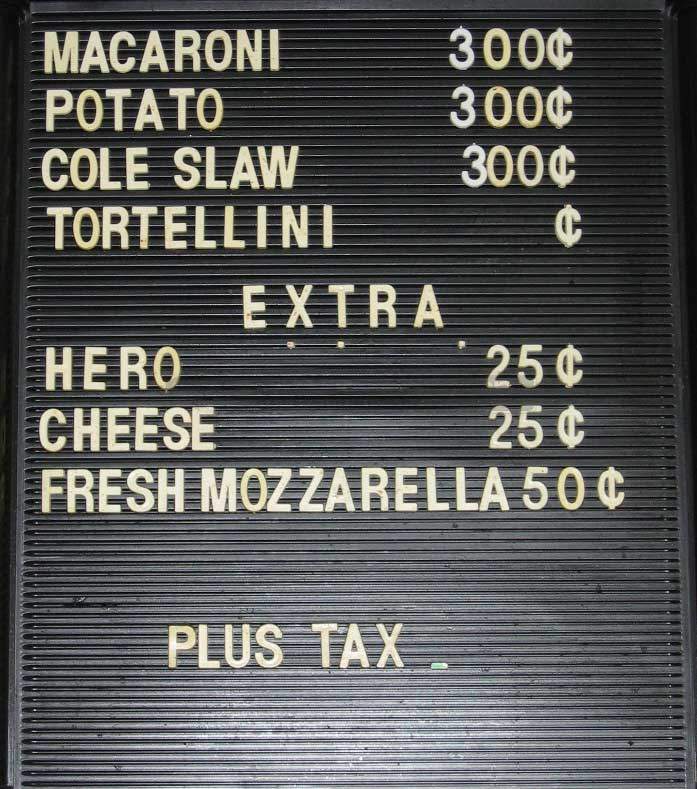 MACARONI 300¢
POTATO 300¢
COLE SLAW 300¢
TORTELLINI ¢
EXTRA
HERO 25¢
CHEESE 25¢
FRESH MOZZARELLA 50¢
PLUS TAX